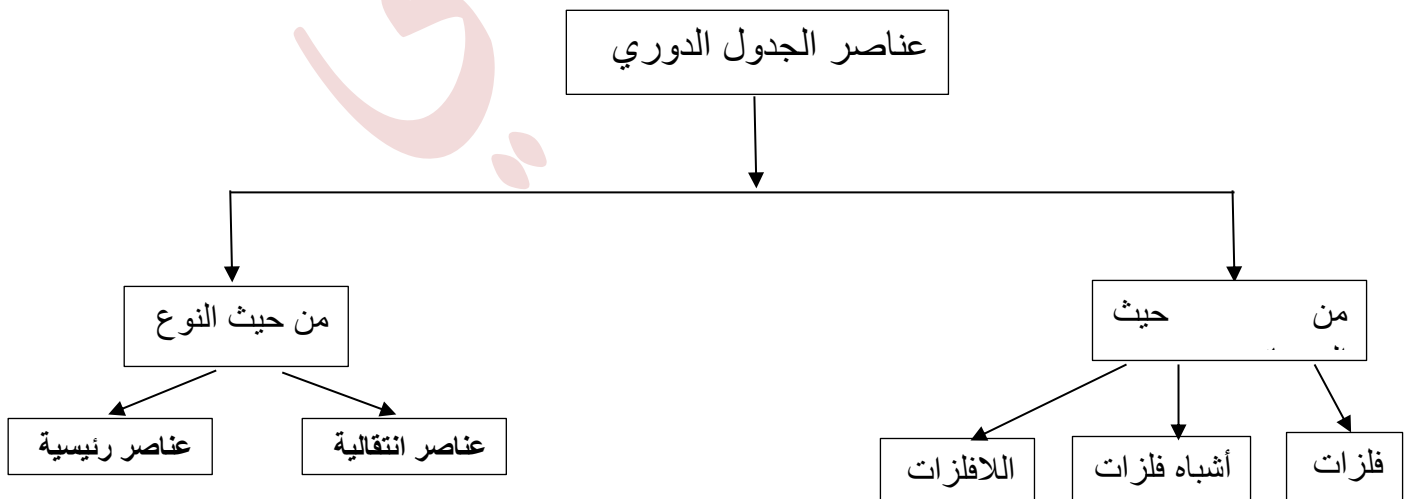 عناصر الجدول الدوري
من حيث
من حيث النوع
فلزات
أشباه فلزات
اللافلزات
عناصر انتقالية
عناصر رئيسية